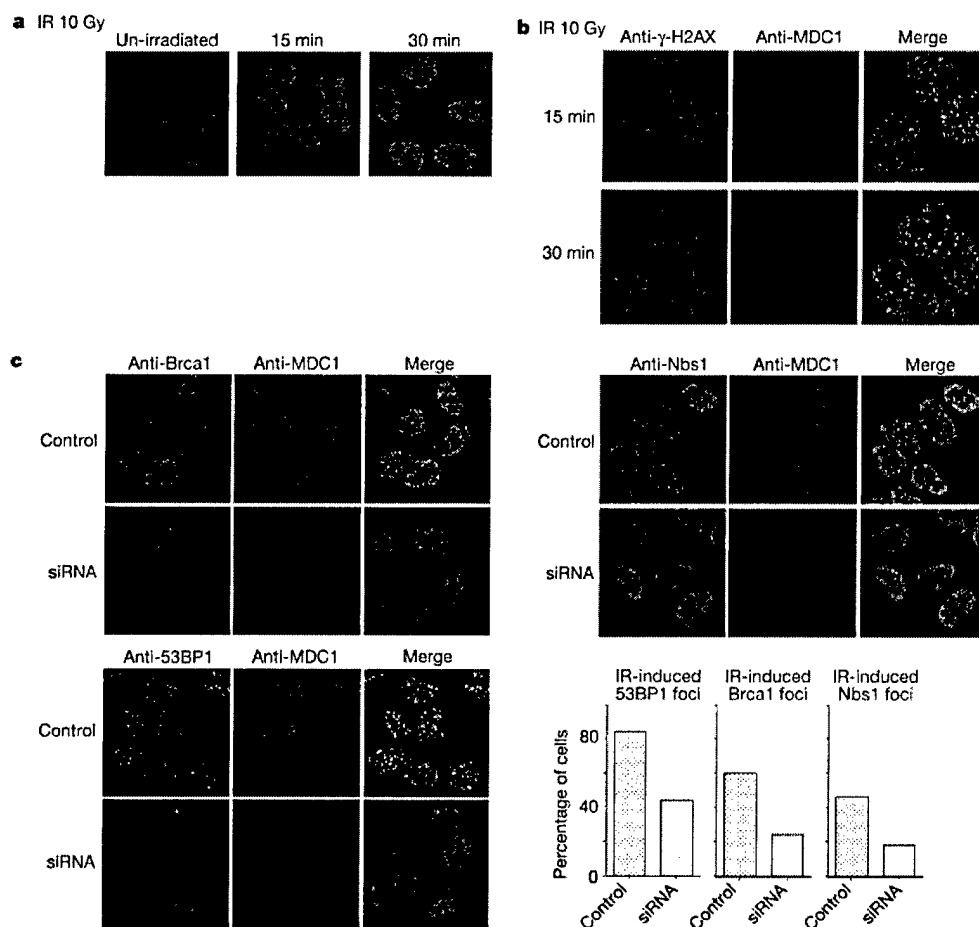 a IR 10 Gy
Un-irradiated 15 min 30 min
b IR 10 Gy
Anti-γ-H2AX Anti-MDC1 Merge
15 min
30 min
c
Anti-Brca1 Anti-MDC1 Merge
Control
siRNA
Anti-Nbs1 Anti-MDC1 Merge
Control
siRNA
Anti-53BP1 Anti-MDC1 Merge
Control
siRNA
IR-induced 53BP1 foci
IR-induced Brca1 foci
IR-induced Nbs1 foci
Percentage of cells
80
40
0
Control siRNA Control siRNA Control siRNA